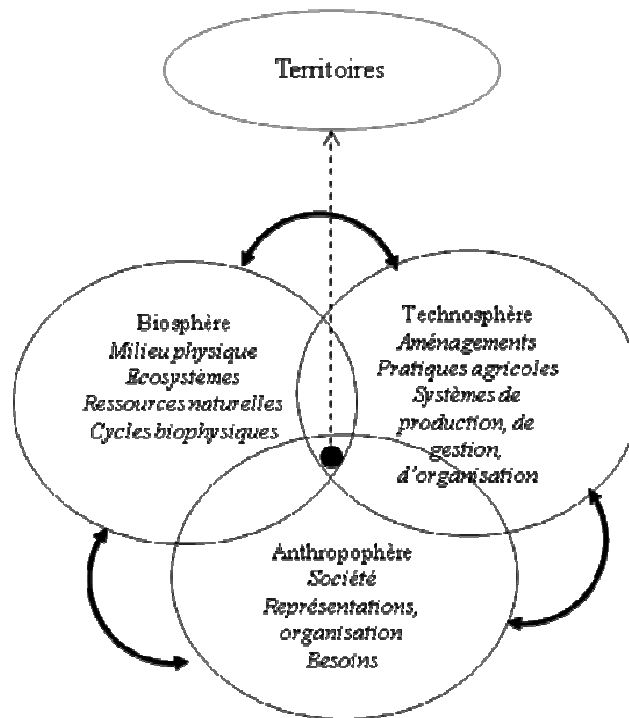 Territoires
Biosphère
Milieu physique
Ecosystèmes
Ressources naturelles
Cycles biophysiques
Technosphère
Aménagements
Pratiques agricoles
Systèmes de
production, de
gestion,
d'organisation
Anthropophère
Société
Représentations,
organisation
Besoins